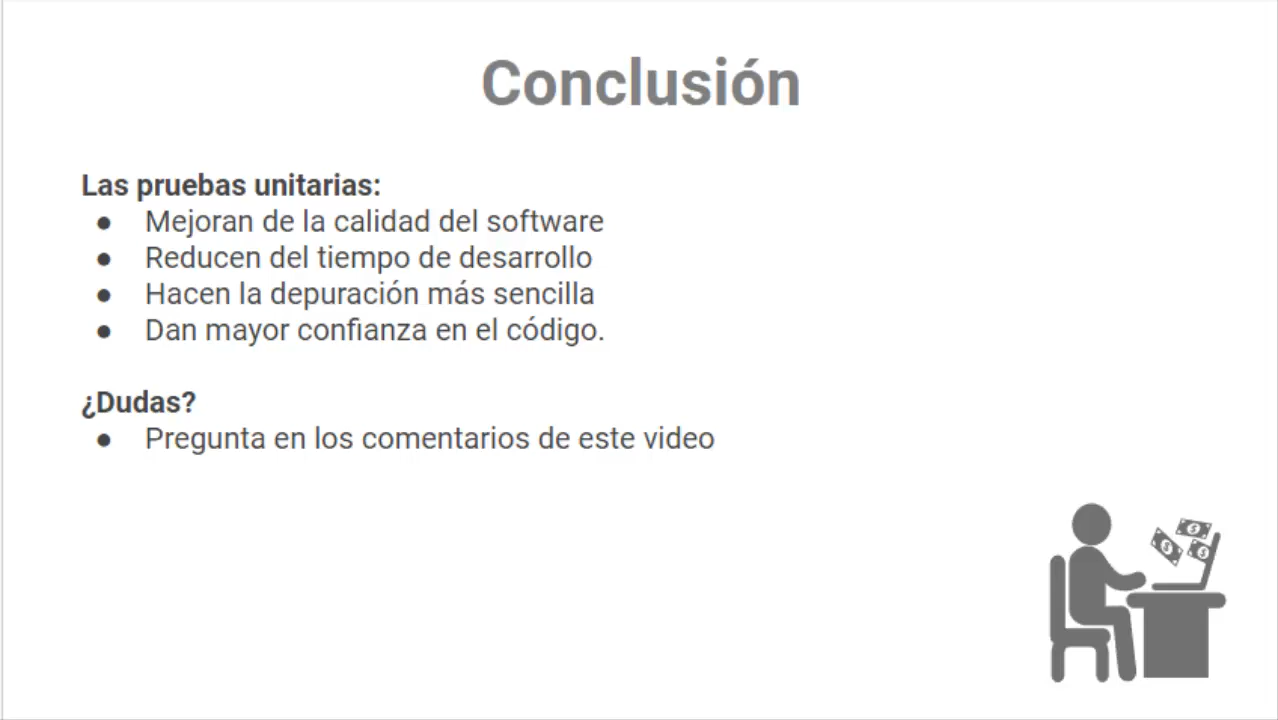 Conclusión
Las pruebas unitarias:
● Mejoran de la calidad del software
● Reducen del tiempo de desarrollo
● Hacen la depuración más sencilla
● Dan mayor confianza en el código.
¿Dudas?
● Pregunta en los comentarios de este video